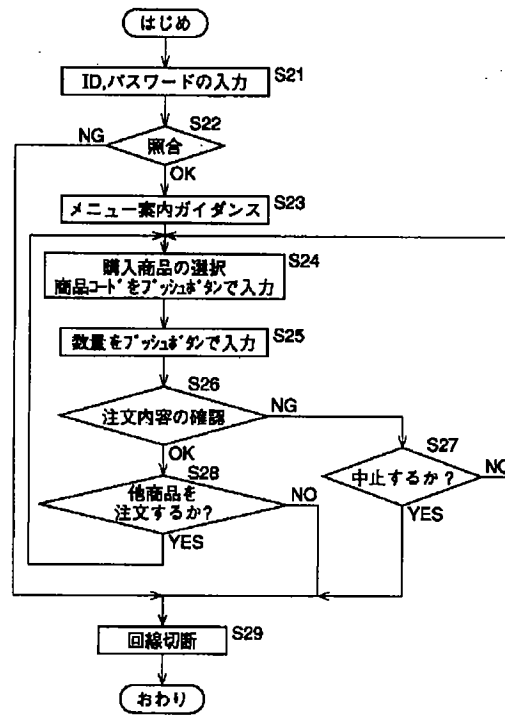 はじめ
ID,パスワードの入力 S21
S22
NG 照合
OK
メニュー案内ガイダンス S23
購入商品の選択 S24
商品コードをプッシュボタンで入力
数量をプッシュボタンで入力 S25
S26
注文内容の確認 NG
OK
S27
中止するか? NO
YES
S28
他商品を NO
注文するか?
YES
回線切断 S29
おわり